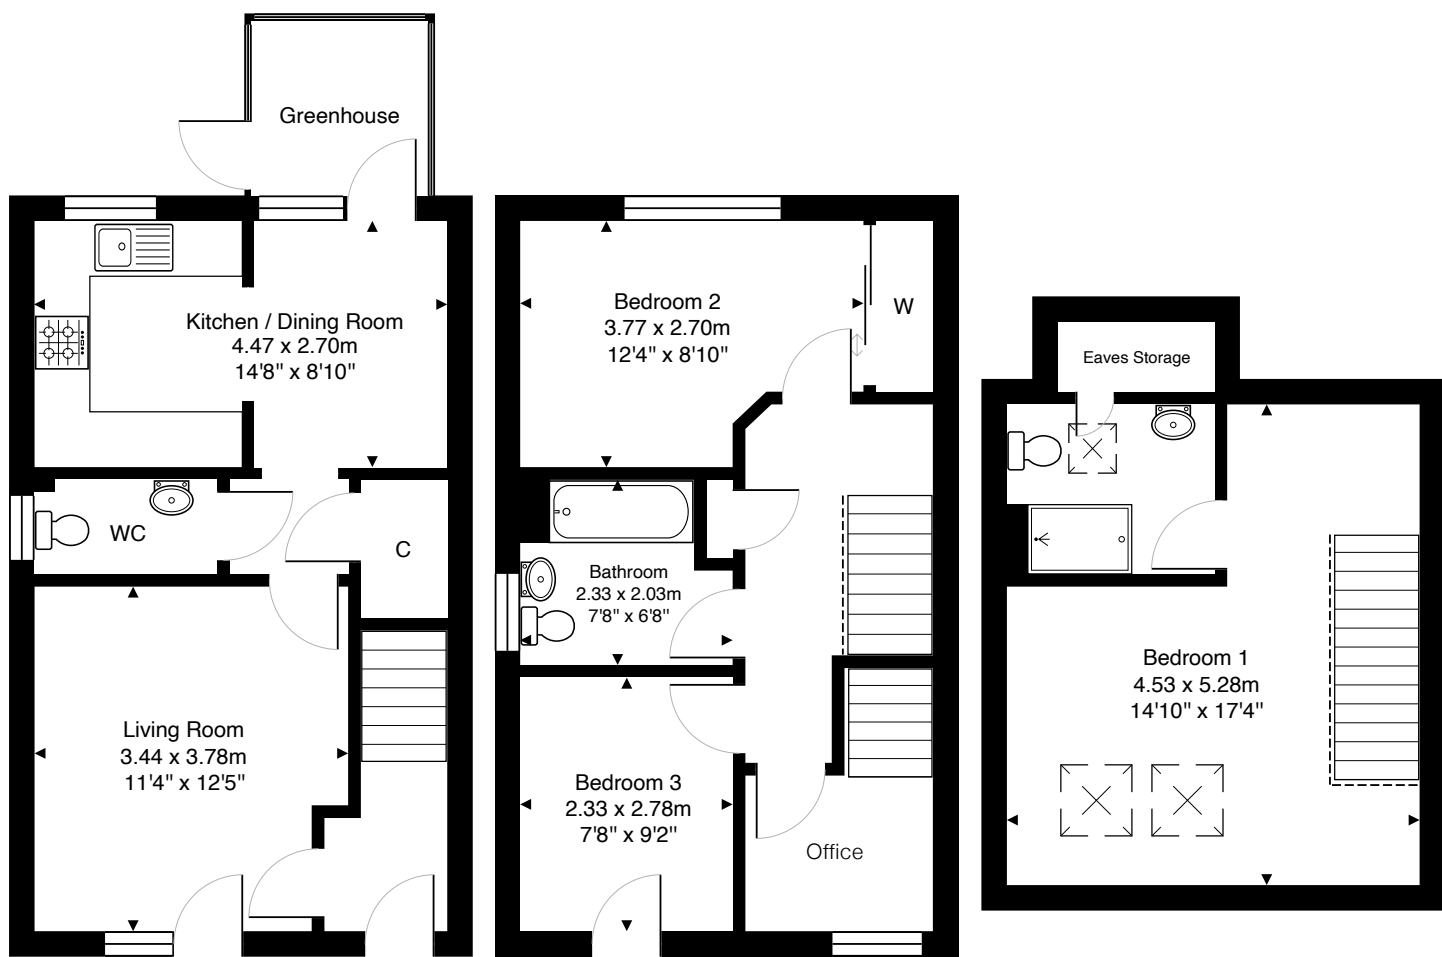 Greenhouse
Kitchen / Dining Room
4.47 x 2.70m
14'8" x 8'10"
WC
C
Living Room
3.44 x 3.78m
11'4" x 12'5"
Bedroom 2
3.77 x 2.70m
12'4" x 8'10"
W
Bathroom
2.33 x 2.03m
7'8" x 6'8"
Bedroom 3
2.33 x 2.78m
7'8" x 9'2"
Office
Eaves Storage
Bedroom 1
4.53 x 5.28m
14'10" x 17'4"